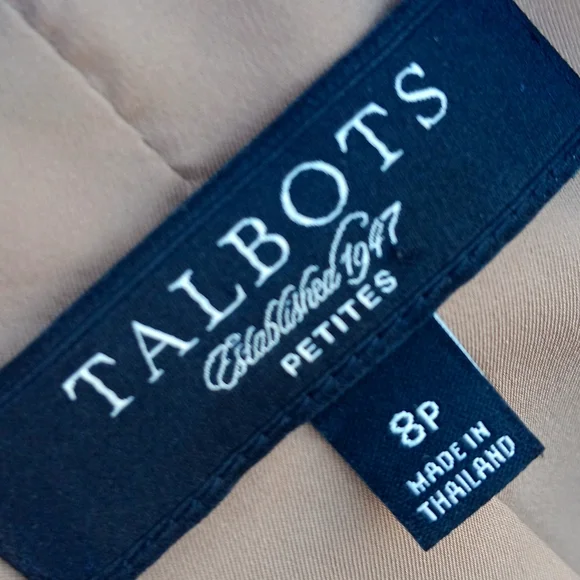 TALBOTS
Established 1947
PETITES
8P
MADE IN
THAILAND